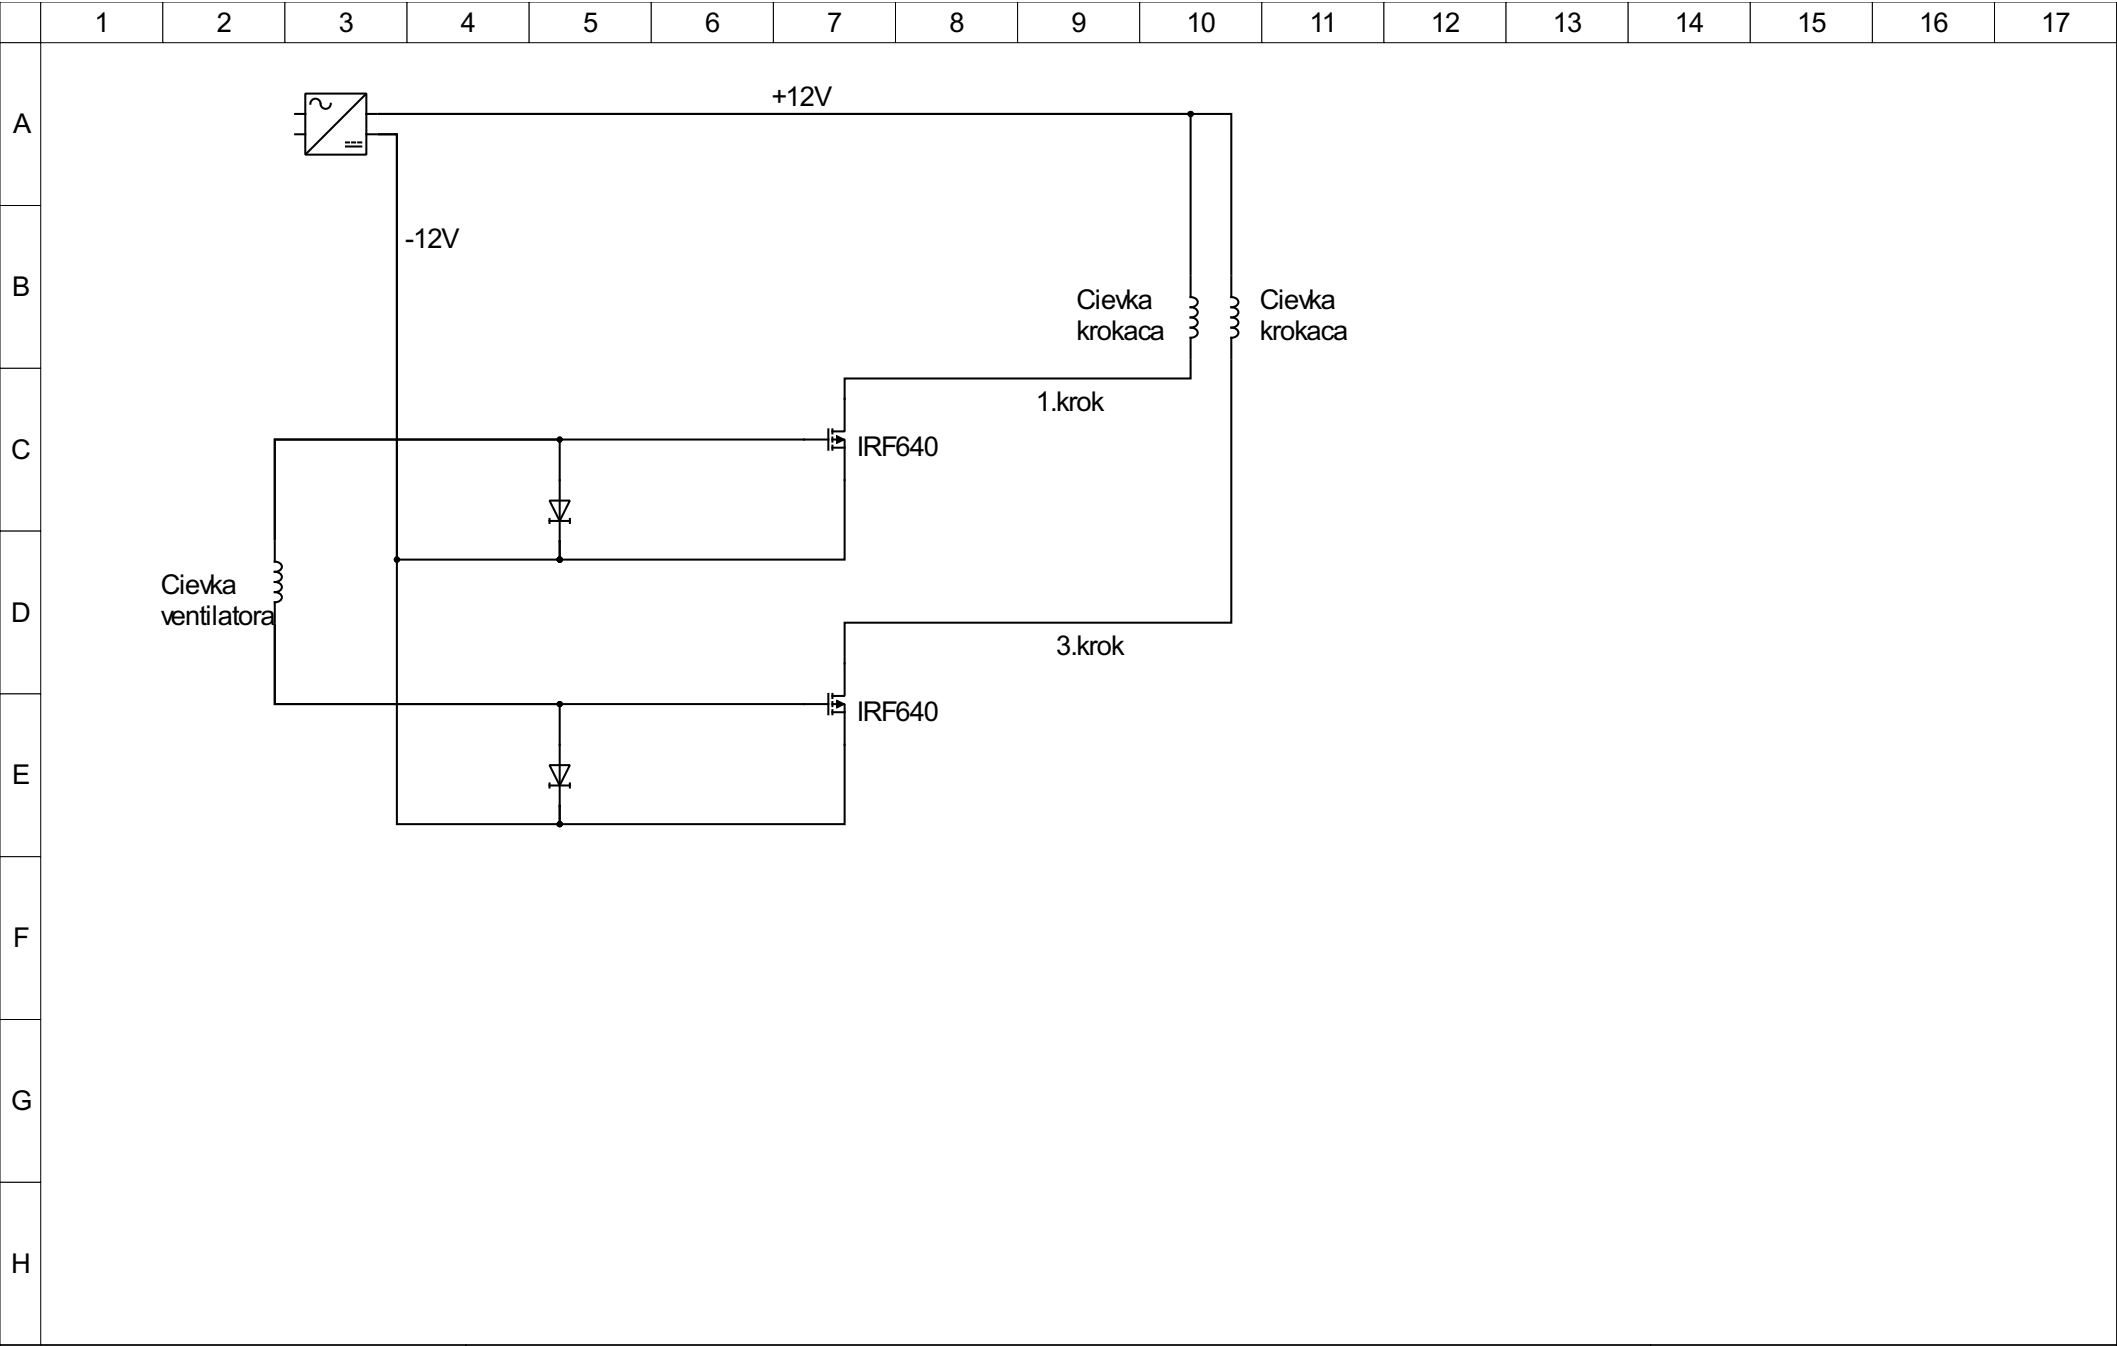 1 2 3 4 5 6 7 8 9 10 11 12 13 14 15 16 17
A
+12V
B
-12V
Cievka
krokaca
Cievka
krokaca
C
1.krok
IRF640
D
Cievka
ventilatora
3.krok
IRF640
E
F
G
H